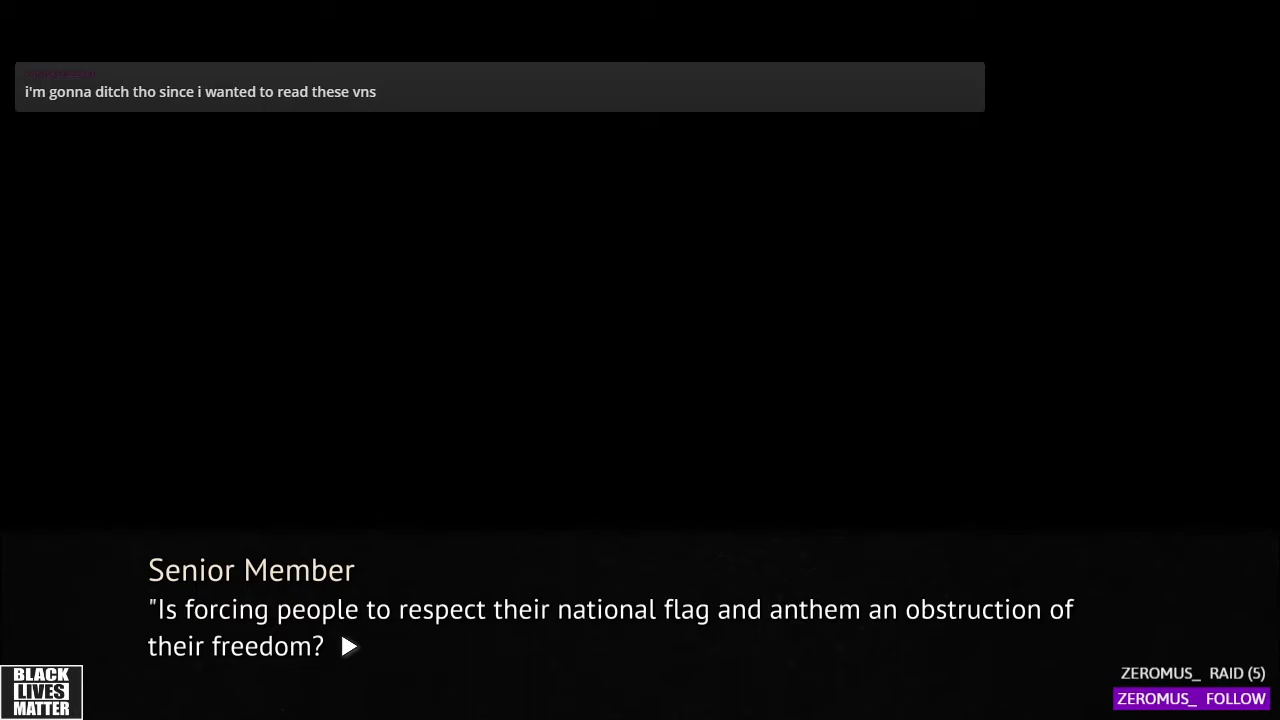 i'm gonna ditch tho since i wanted to read these vns
Senior Member
"Is forcing people to respect their national flag and anthem an obstruction of
their freedom?
BLACK
LIVES
MATTER
ZEROMUS_ RAID (5)
ZEROMUS_ FOLLOW